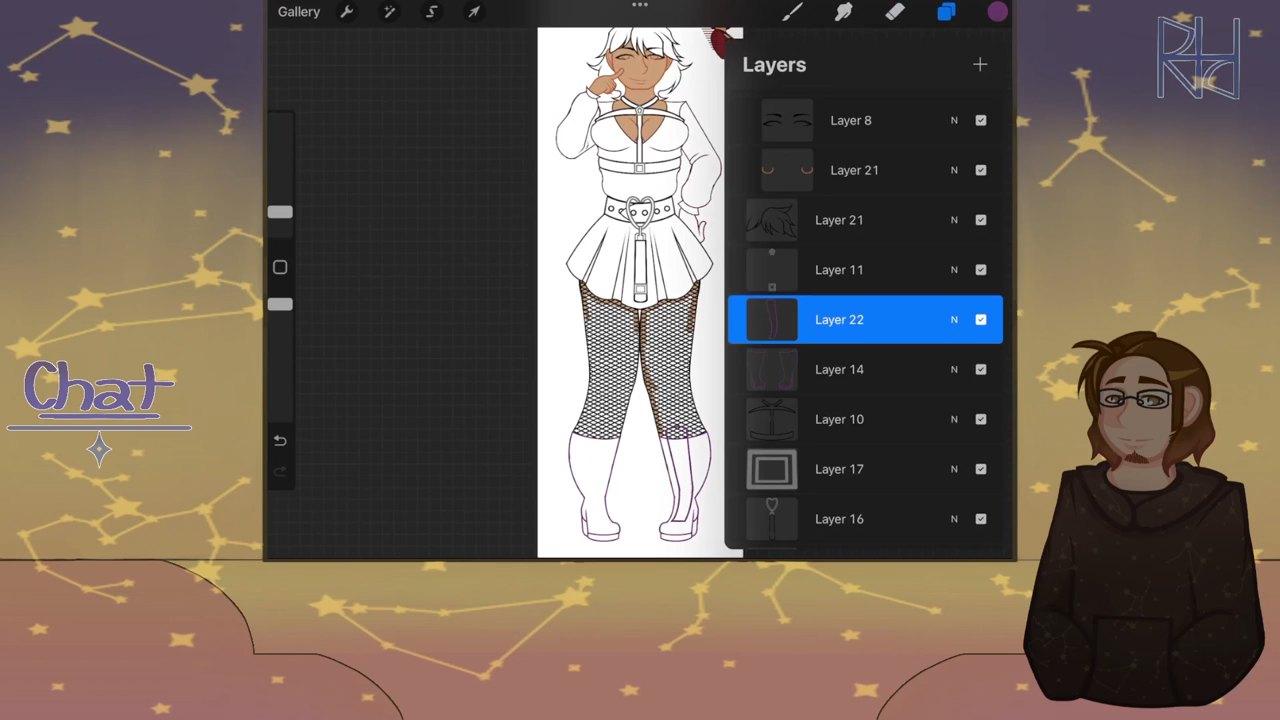 Gallery
Layers
Layer 8 N
Layer 21 N
Layer 21 N
Layer 11 N
Layer 22 N
Layer 14 N
Layer 10 N
Layer 17 N
Layer 16 N
Chat